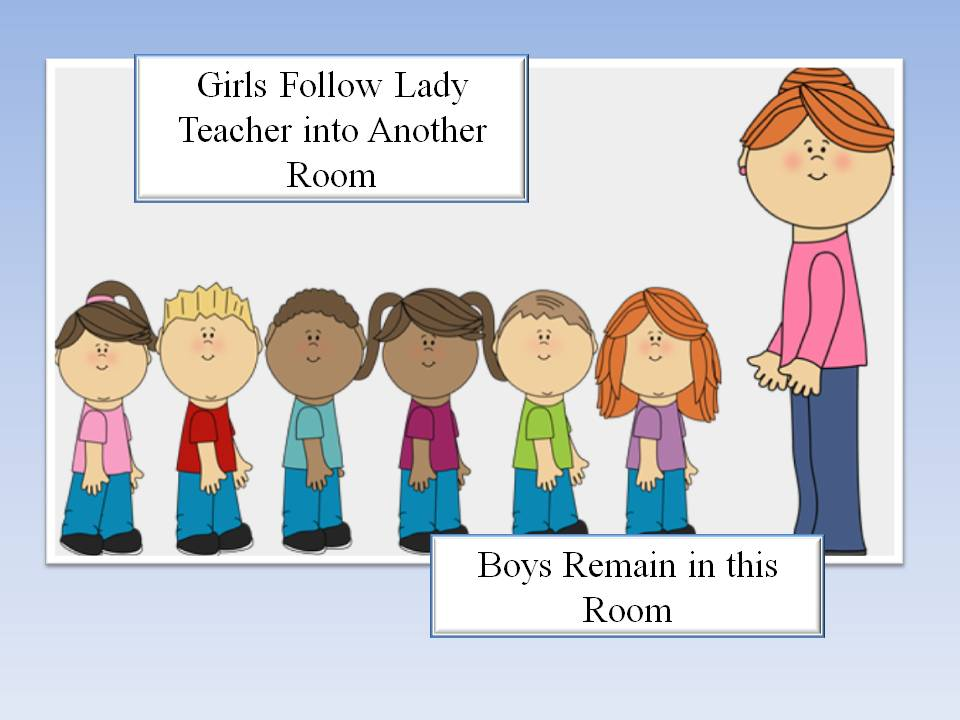 Girls Follow Lady
Teacher into Another
Room
Boys Remain in this
Room